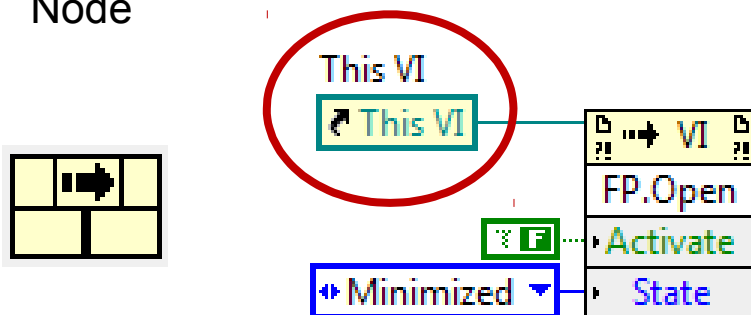 Node
This VI
This VI
VI
FP.Open
F
Activate
Minimized
State